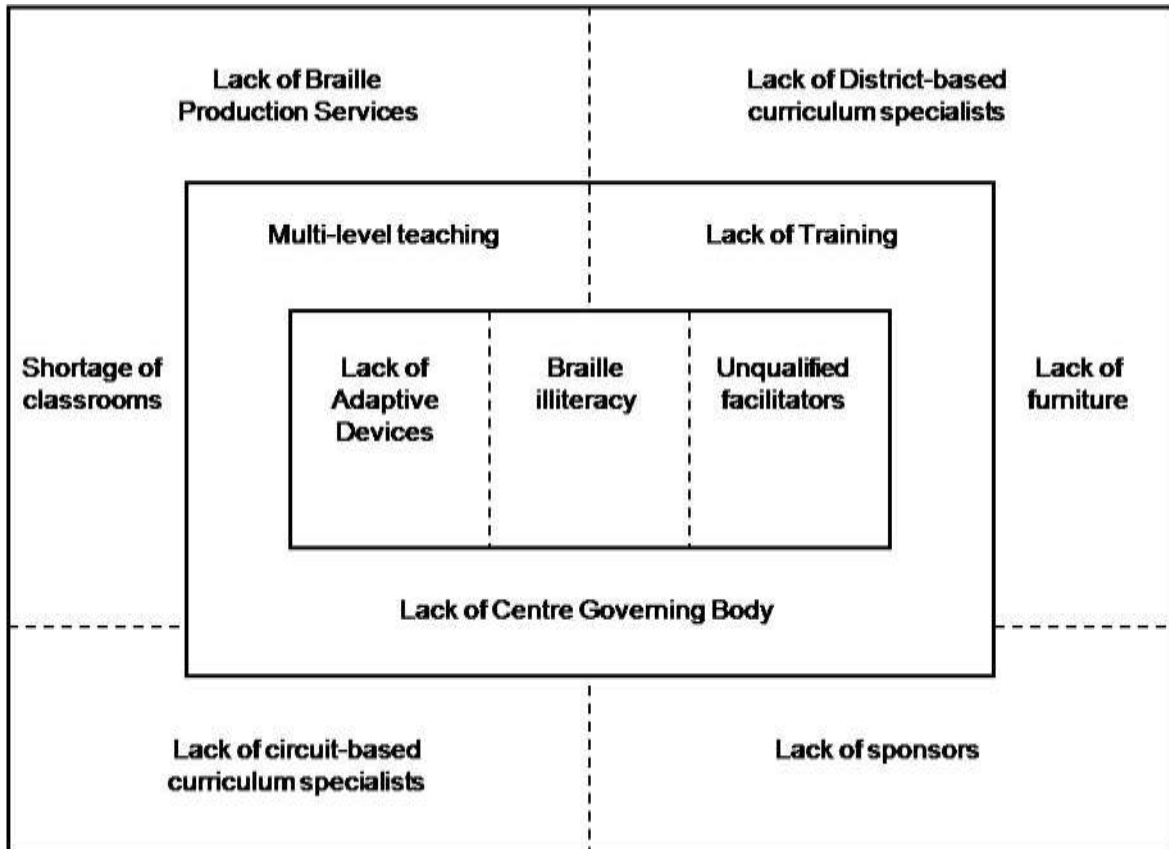 Lack of Braille
Production Services
Lack of District-based
curriculum specialists
Multi-level teaching
Lack of Training
Shortage of
classrooms
Lack of
Adaptive
Devices
Braille
illiteracy
Unqualified
facilitators
Lack of
furniture
Lack of Centre Governing Body
Lack of circuit-based
curriculum specialists
Lack of sponsors